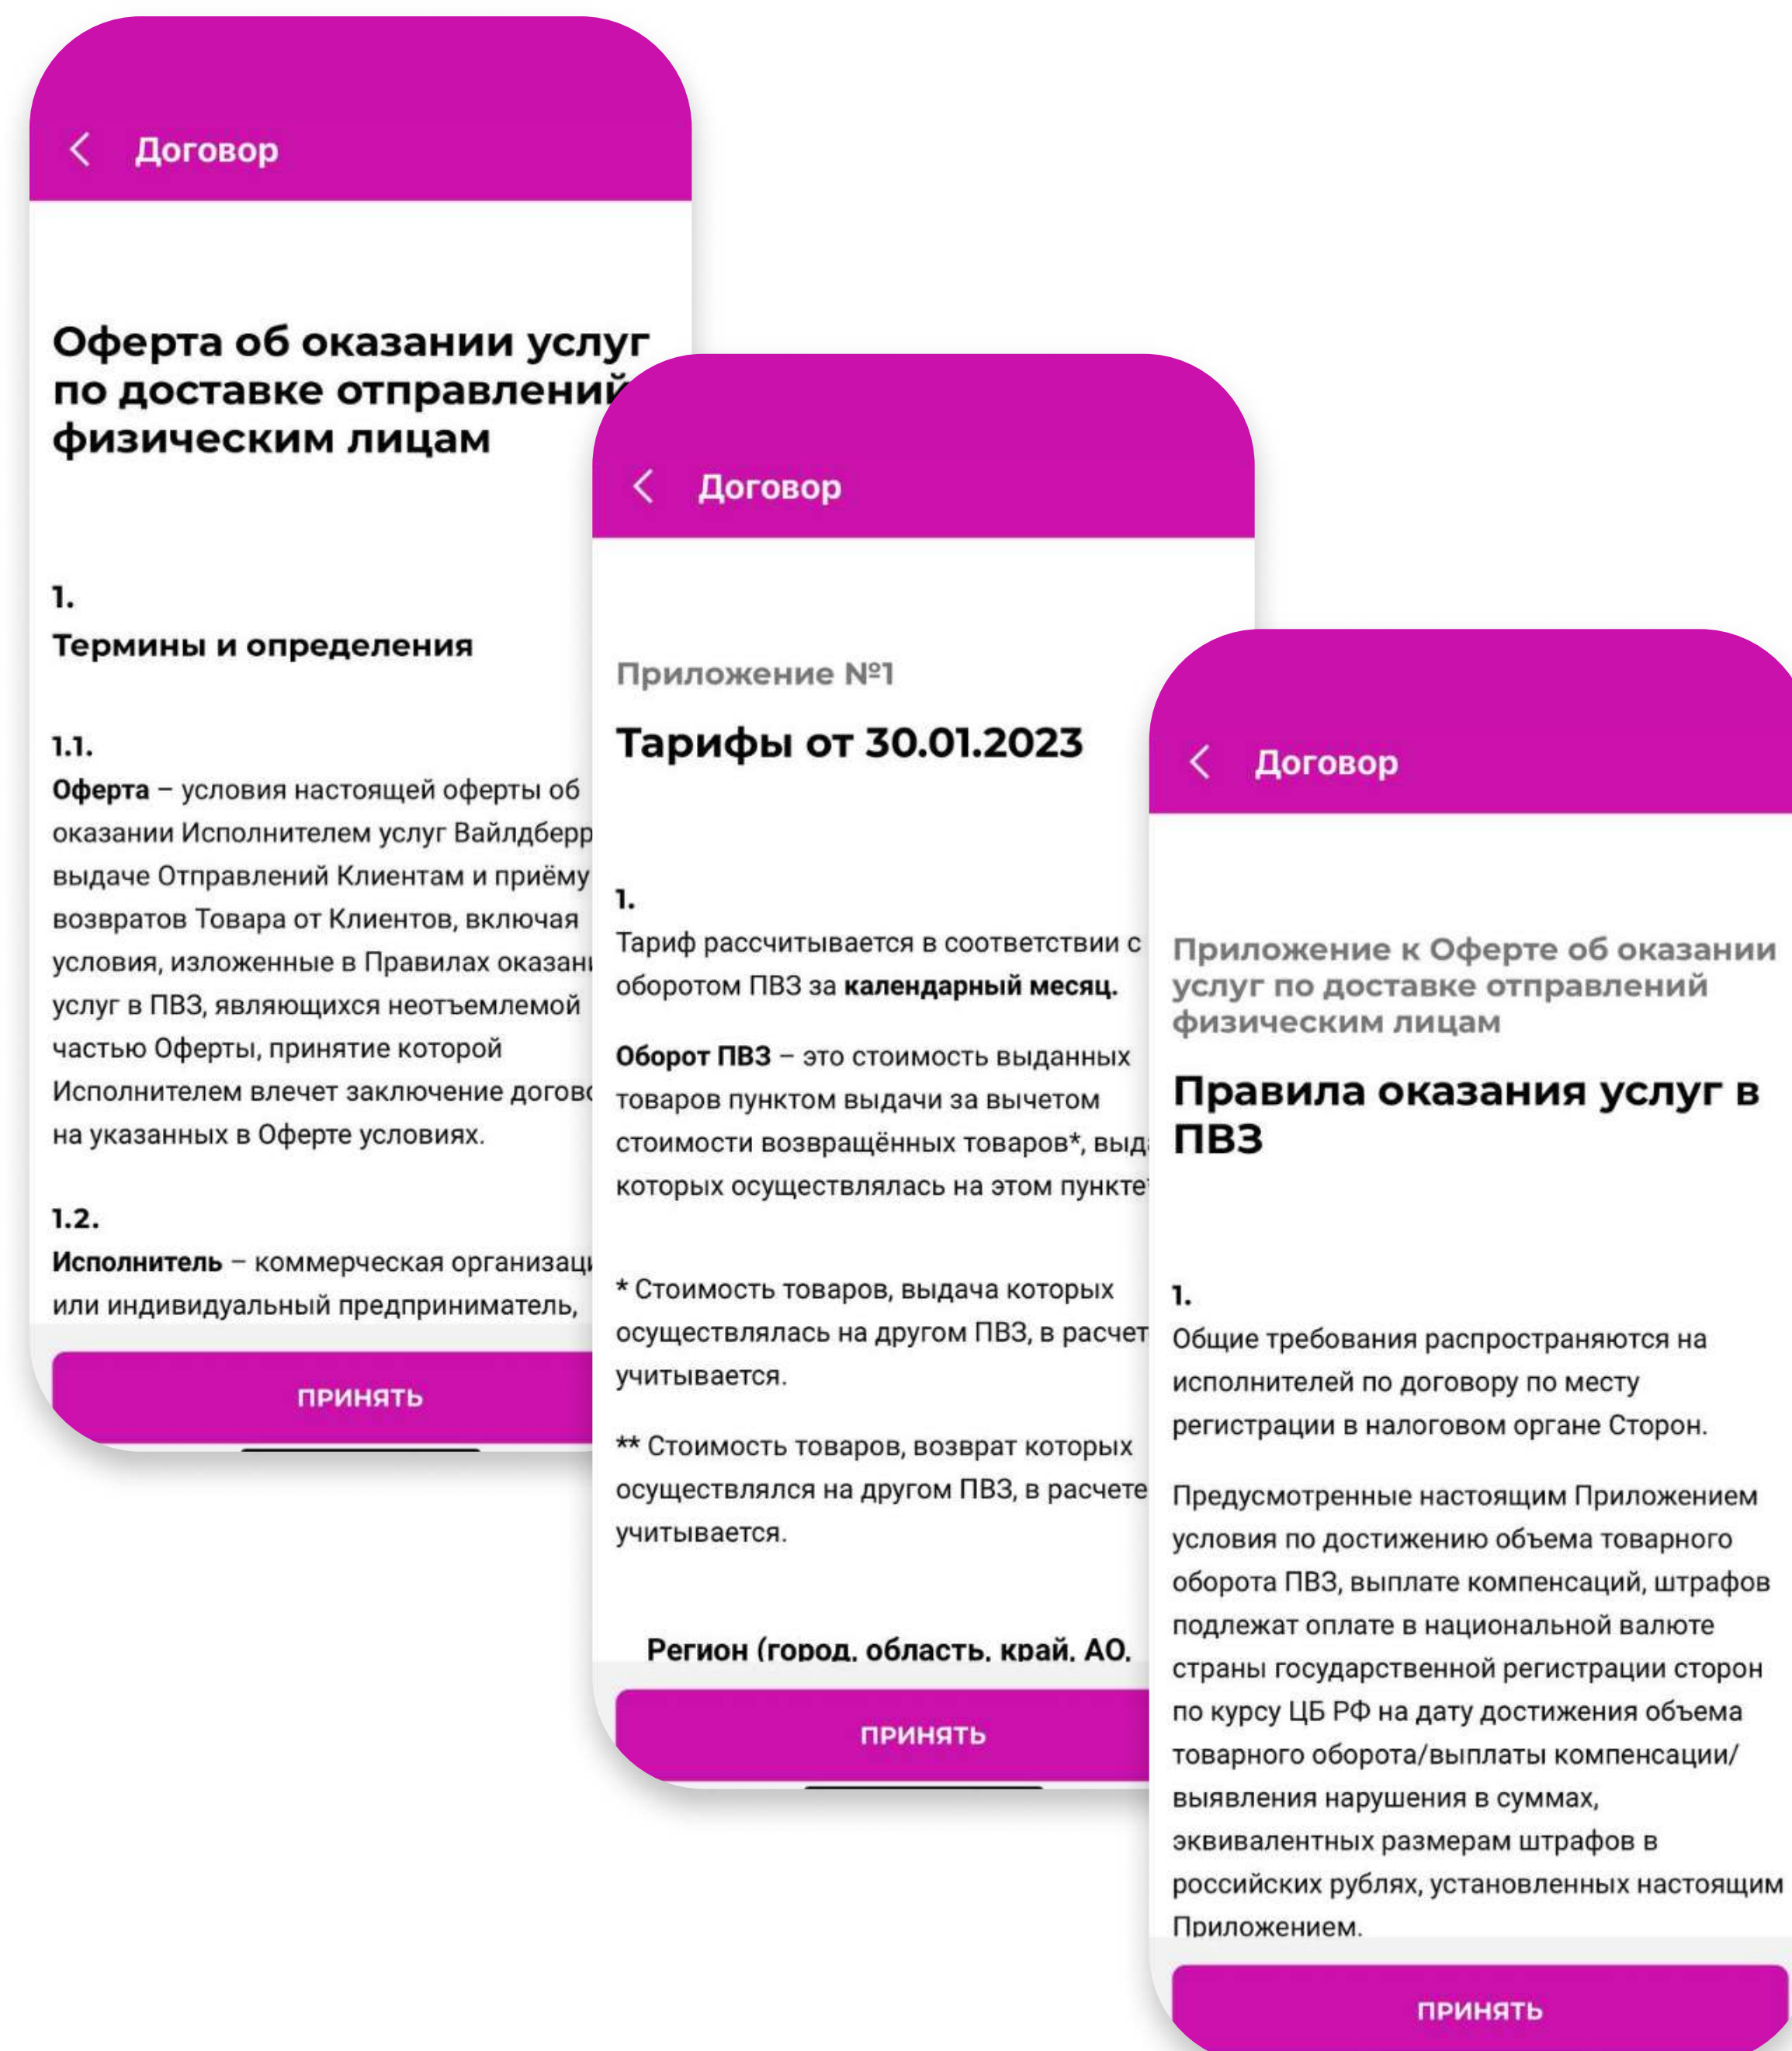 Договор
Оферта об оказании услуг
по доставке отправлений
физическим лицам
1.
Термины и определения
1.1.
Оферта – условия настоящей оферты об
оказании Исполнителем услуг Вайлдберр
выдаче Отправлений Клиентам и приёму
возвратов Товара от Клиентов, включая
условия, изложенные в Правилах оказан
услуг в ПВЗ, являющихся неотъемлемой
частью Оферты, принятие которой
Исполнителем влечет заключение догов
на указанных в Оферте условиях.
1.2.
Исполнитель – коммерческая организац
или индивидуальный предприниматель,
ПРИНЯТЬ
Договор
Приложение №1
Тарифы от 30.01.2023
1.
Тариф рассчитывается в соответствии с
оборотом ПВЗ за календарный месяц.
Оборот ПВЗ – это стоимость выданных
товаров пунктом выдачи за вычетом
стоимости возвращённых товаров*, выд
которых осуществлялась на этом пункте
* Стоимость товаров, выдача которых
осуществлялась на другом ПВЗ, в расчет
учитывается.
** Стоимость товаров, возврат которых
осуществлялся на другом ПВЗ, в расчете
учитывается.
Регион (город, область, край, АО,
ПРИНЯТЬ
Договор
Приложение к Оферте об оказании
услуг по доставке отправлений
физическим лицам
Правила оказания услуг в
ПВЗ
1.
Общие требования распространяются на
исполнителей по договору по месту
регистрации в налоговом органе Сторон.
Предусмотренные настоящим Приложением
условия по достижению объема товарного
оборота ПВЗ, выплате компенсаций, штрафов
подлежат оплате в национальной валюте
страны государственной регистрации сторон
по курсу ЦБ РФ на дату достижения объема
товарного оборота/выплаты компенсации/
выявления нарушения в суммах,
эквивалентных размерам штрафов в
российских рублях, установленных настоящим
Приложением.
ПРИНЯТЬ